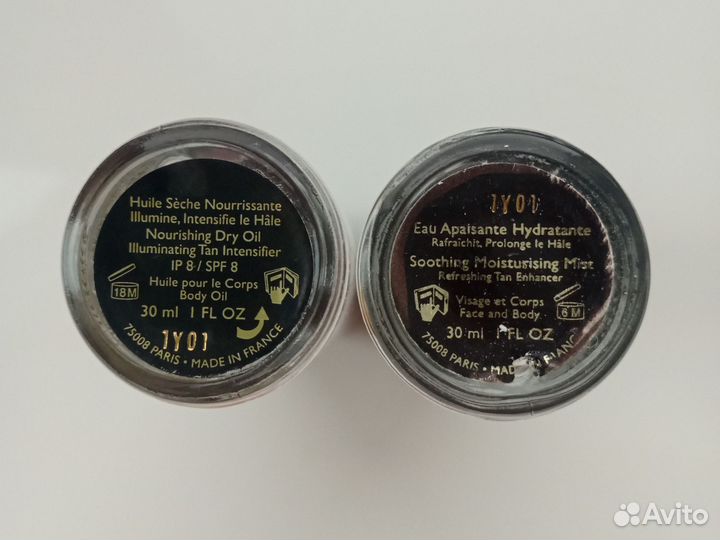 Huile Sèche Nourrissante
Illumine, Intensifie le Hâle
Nourishing Dry Oil
Illuminating Tan Intensifier
IP 8 / SPF 8
18M
Huile pour le Corps
Body Oil
30 ml 1 FL OZ
1Y01
75008 PARIS • MADE IN FRANCE
1Y01
Eau Apaisante Hydratante
Rafraichit, Prolonge le Hâle
Soothing Moisturising Mist
Refreshing Tan Enhancer
Visage et Corps
Face and Body
6 M
30 ml 1 FL OZ
75008 PARIS • MADE IN
Avito